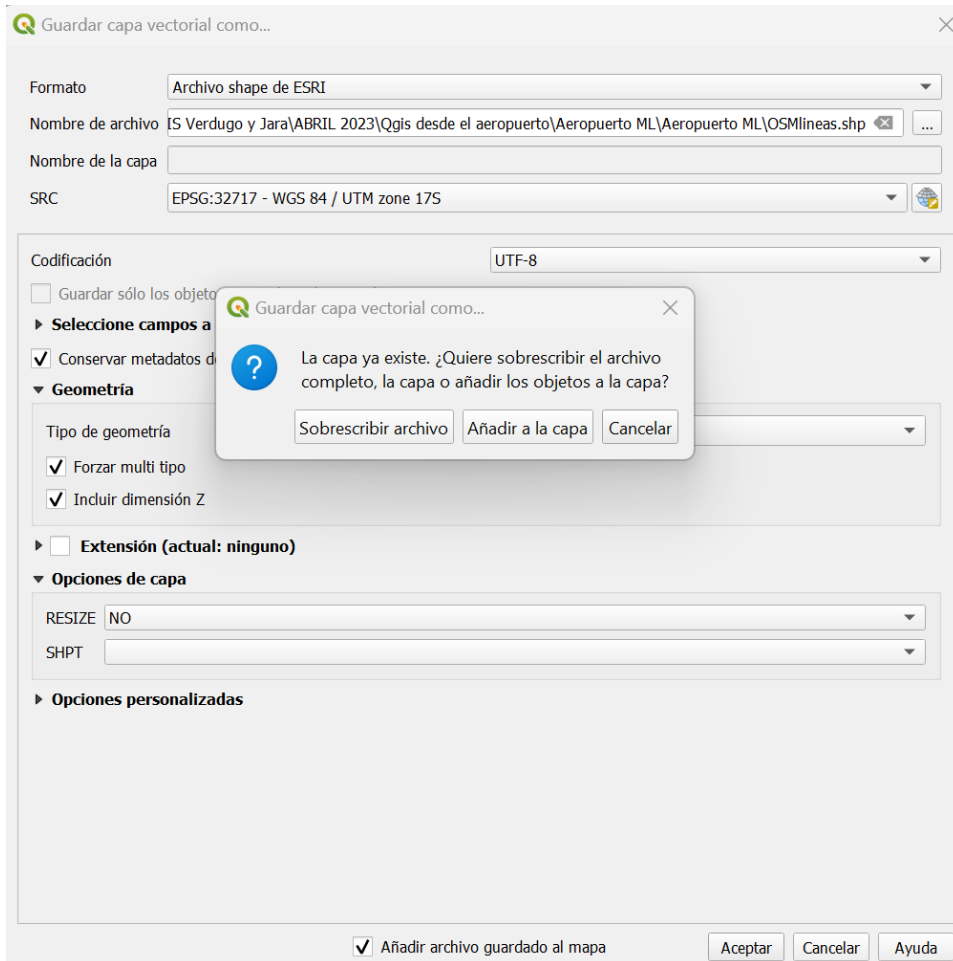 Guardar capa vectorial como...
Formato Archivo shape de ESRI
Nombre de archivo IS Verdugo y Jara\ABRIL 2023\Qgis desde el aeropuerto\Aeropuerto ML\Aeropuerto ML\OSMlineas.shp ...
Nombre de la capa
SRC EPSG:32717 - WGS 84 / UTM zone 17S
Codificación UTF-8
Guardar sólo los objeto
Guardar capa vectorial como...
Seleccione campos a
Conservar metadatos d
La capa ya existe. ¿Quiere sobrescribir el archivo
completo, la capa o añadir los objetos a la capa?
Sobrescribir archivo Añadir a la capa Cancelar
Geometría
Tipo de geometría
Forzar multi tipo
Incluir dimensión Z
Extensión (actual: ninguno)
Opciones de capa
RESIZE NO
SHPT
Opciones personalizadas
Añadir archivo guardado al mapa Aceptar Cancelar Ayuda